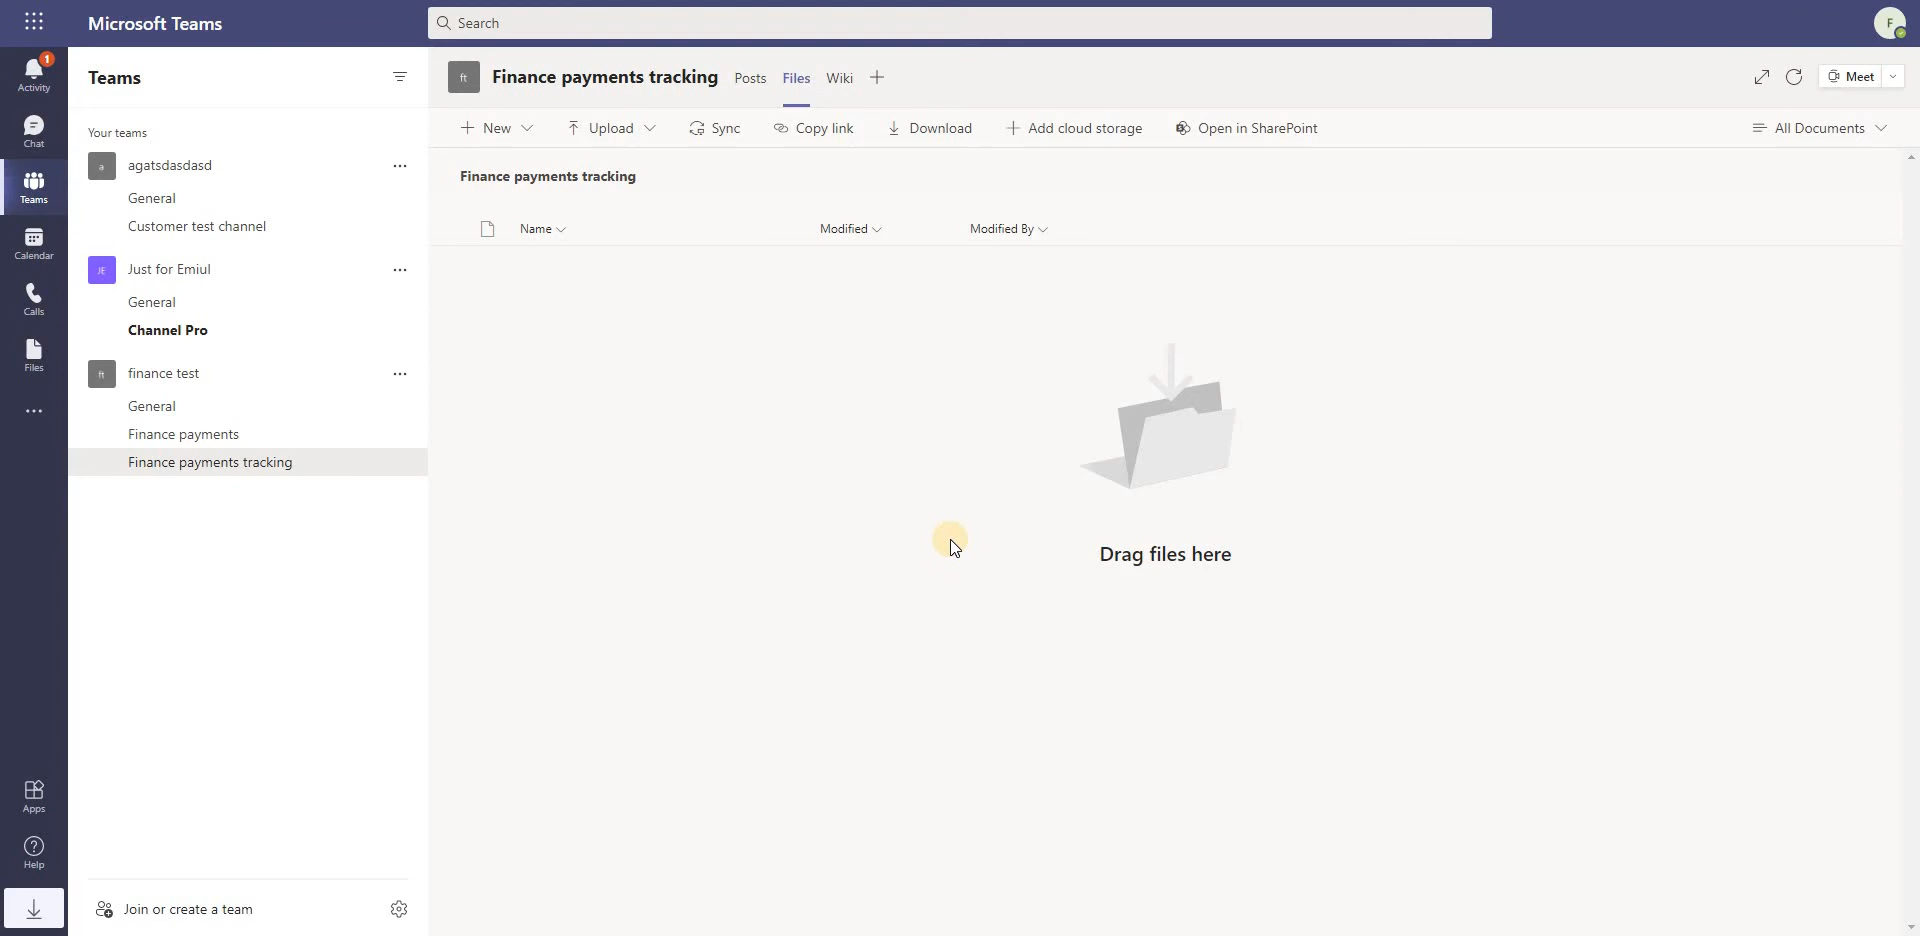 Microsoft Teams
Search
F
1
Activity
Chat
Teams
Calendar
Calls
Files
Apps
Help
Teams
Your teams
a agatsdasdasd
General
Customer test channel
JE Just for Emiul
General
Channel Pro
ft finance test
General
Finance payments
Finance payments tracking
Join or create a team
ft Finance payments tracking Posts Files Wiki
Meet
New Upload Sync Copy link Download Add cloud storage Open in SharePoint All Documents
Finance payments tracking
Name Modified Modified By
Drag files here